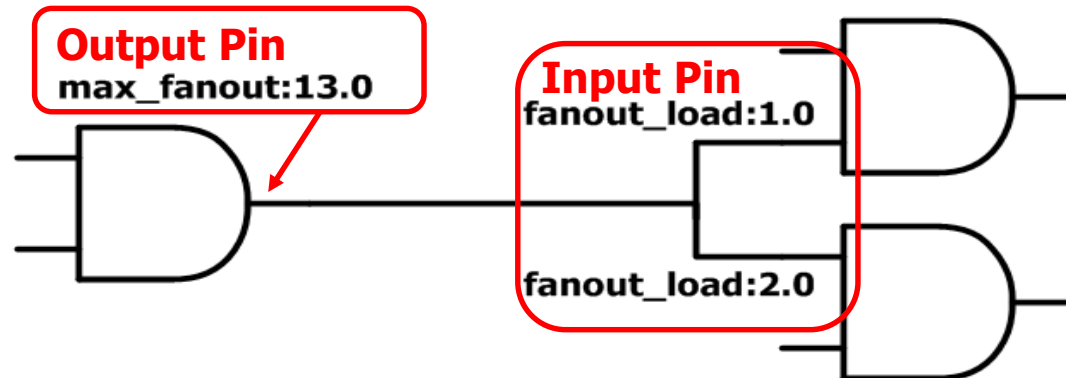 Output Pin
max_fanout:13.0
Input Pin
fanout_load:1.0
fanout_load:2.0